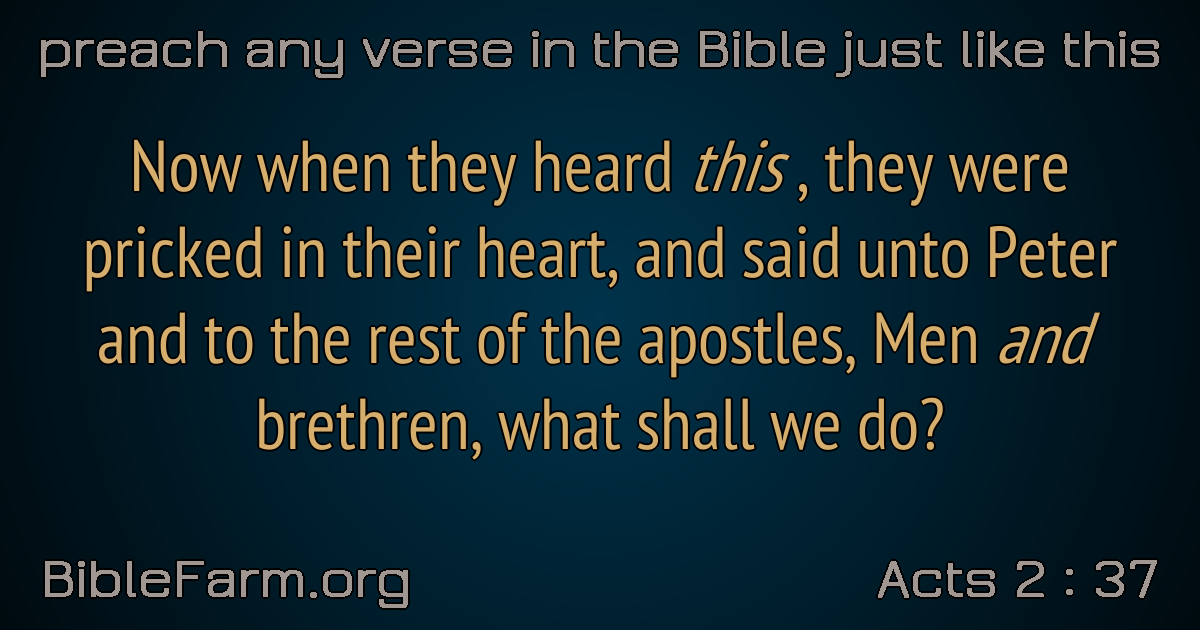 preach any verse in the Bible just like this
Now when they heard this , they were
pricked in their heart, and said unto Peter
and to the rest of the apostles, Men and
brethren, what shall we do?
BibleFarm.org
Acts 2 : 37